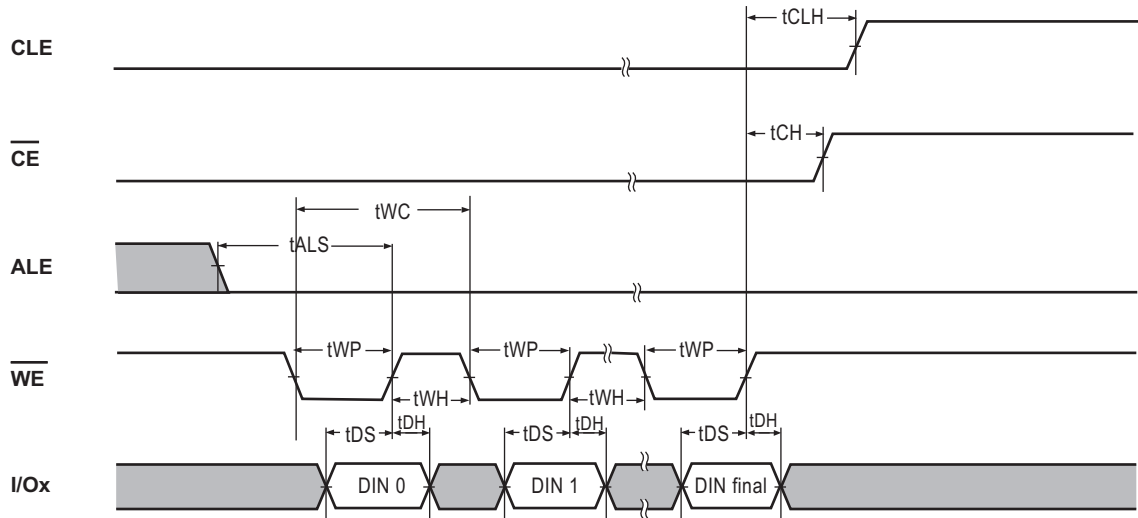 tCLH
CLE
tCH
CE
tWC
tALS
ALE
tWP
tWP
tWP
WE
tWH
tWH
tDS
tDH
tDS
tDH
tDS
tDH
I/Ox
DIN 0
DIN 1
DIN final